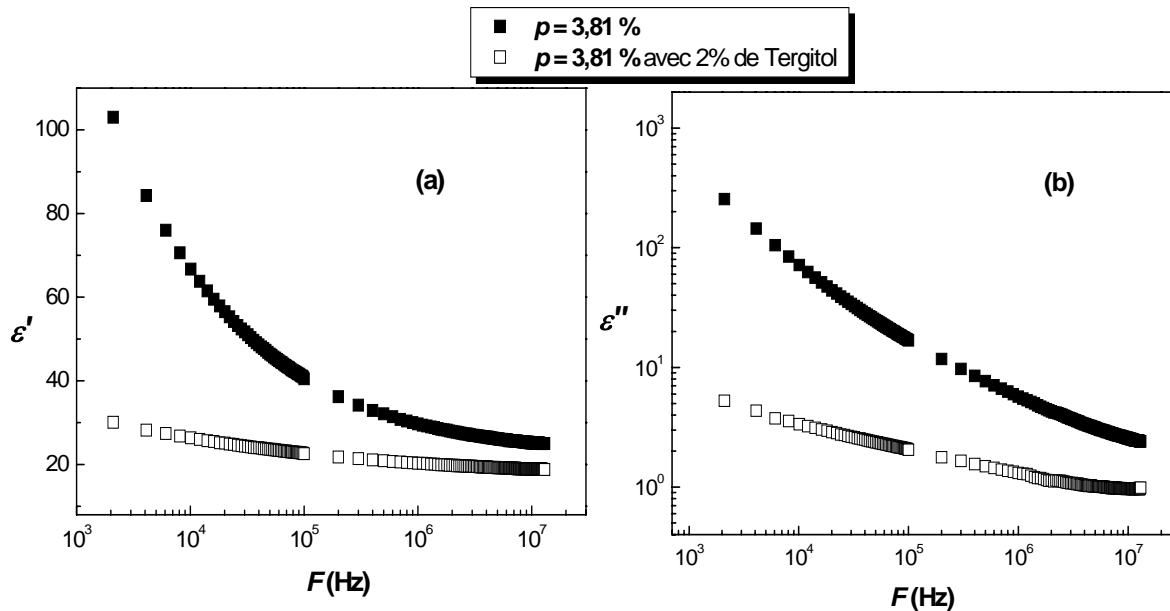 p = 3,81 %
p = 3,81 % avec 2% de Tergitol
(a)
100
80
60
40
20
ε'
10³
10⁴
10⁵
10⁶
10⁷
F (Hz)
(b)
10³
10²
10¹
10⁰
ε"
10³
10⁴
10⁵
10⁶
10⁷
F (Hz)